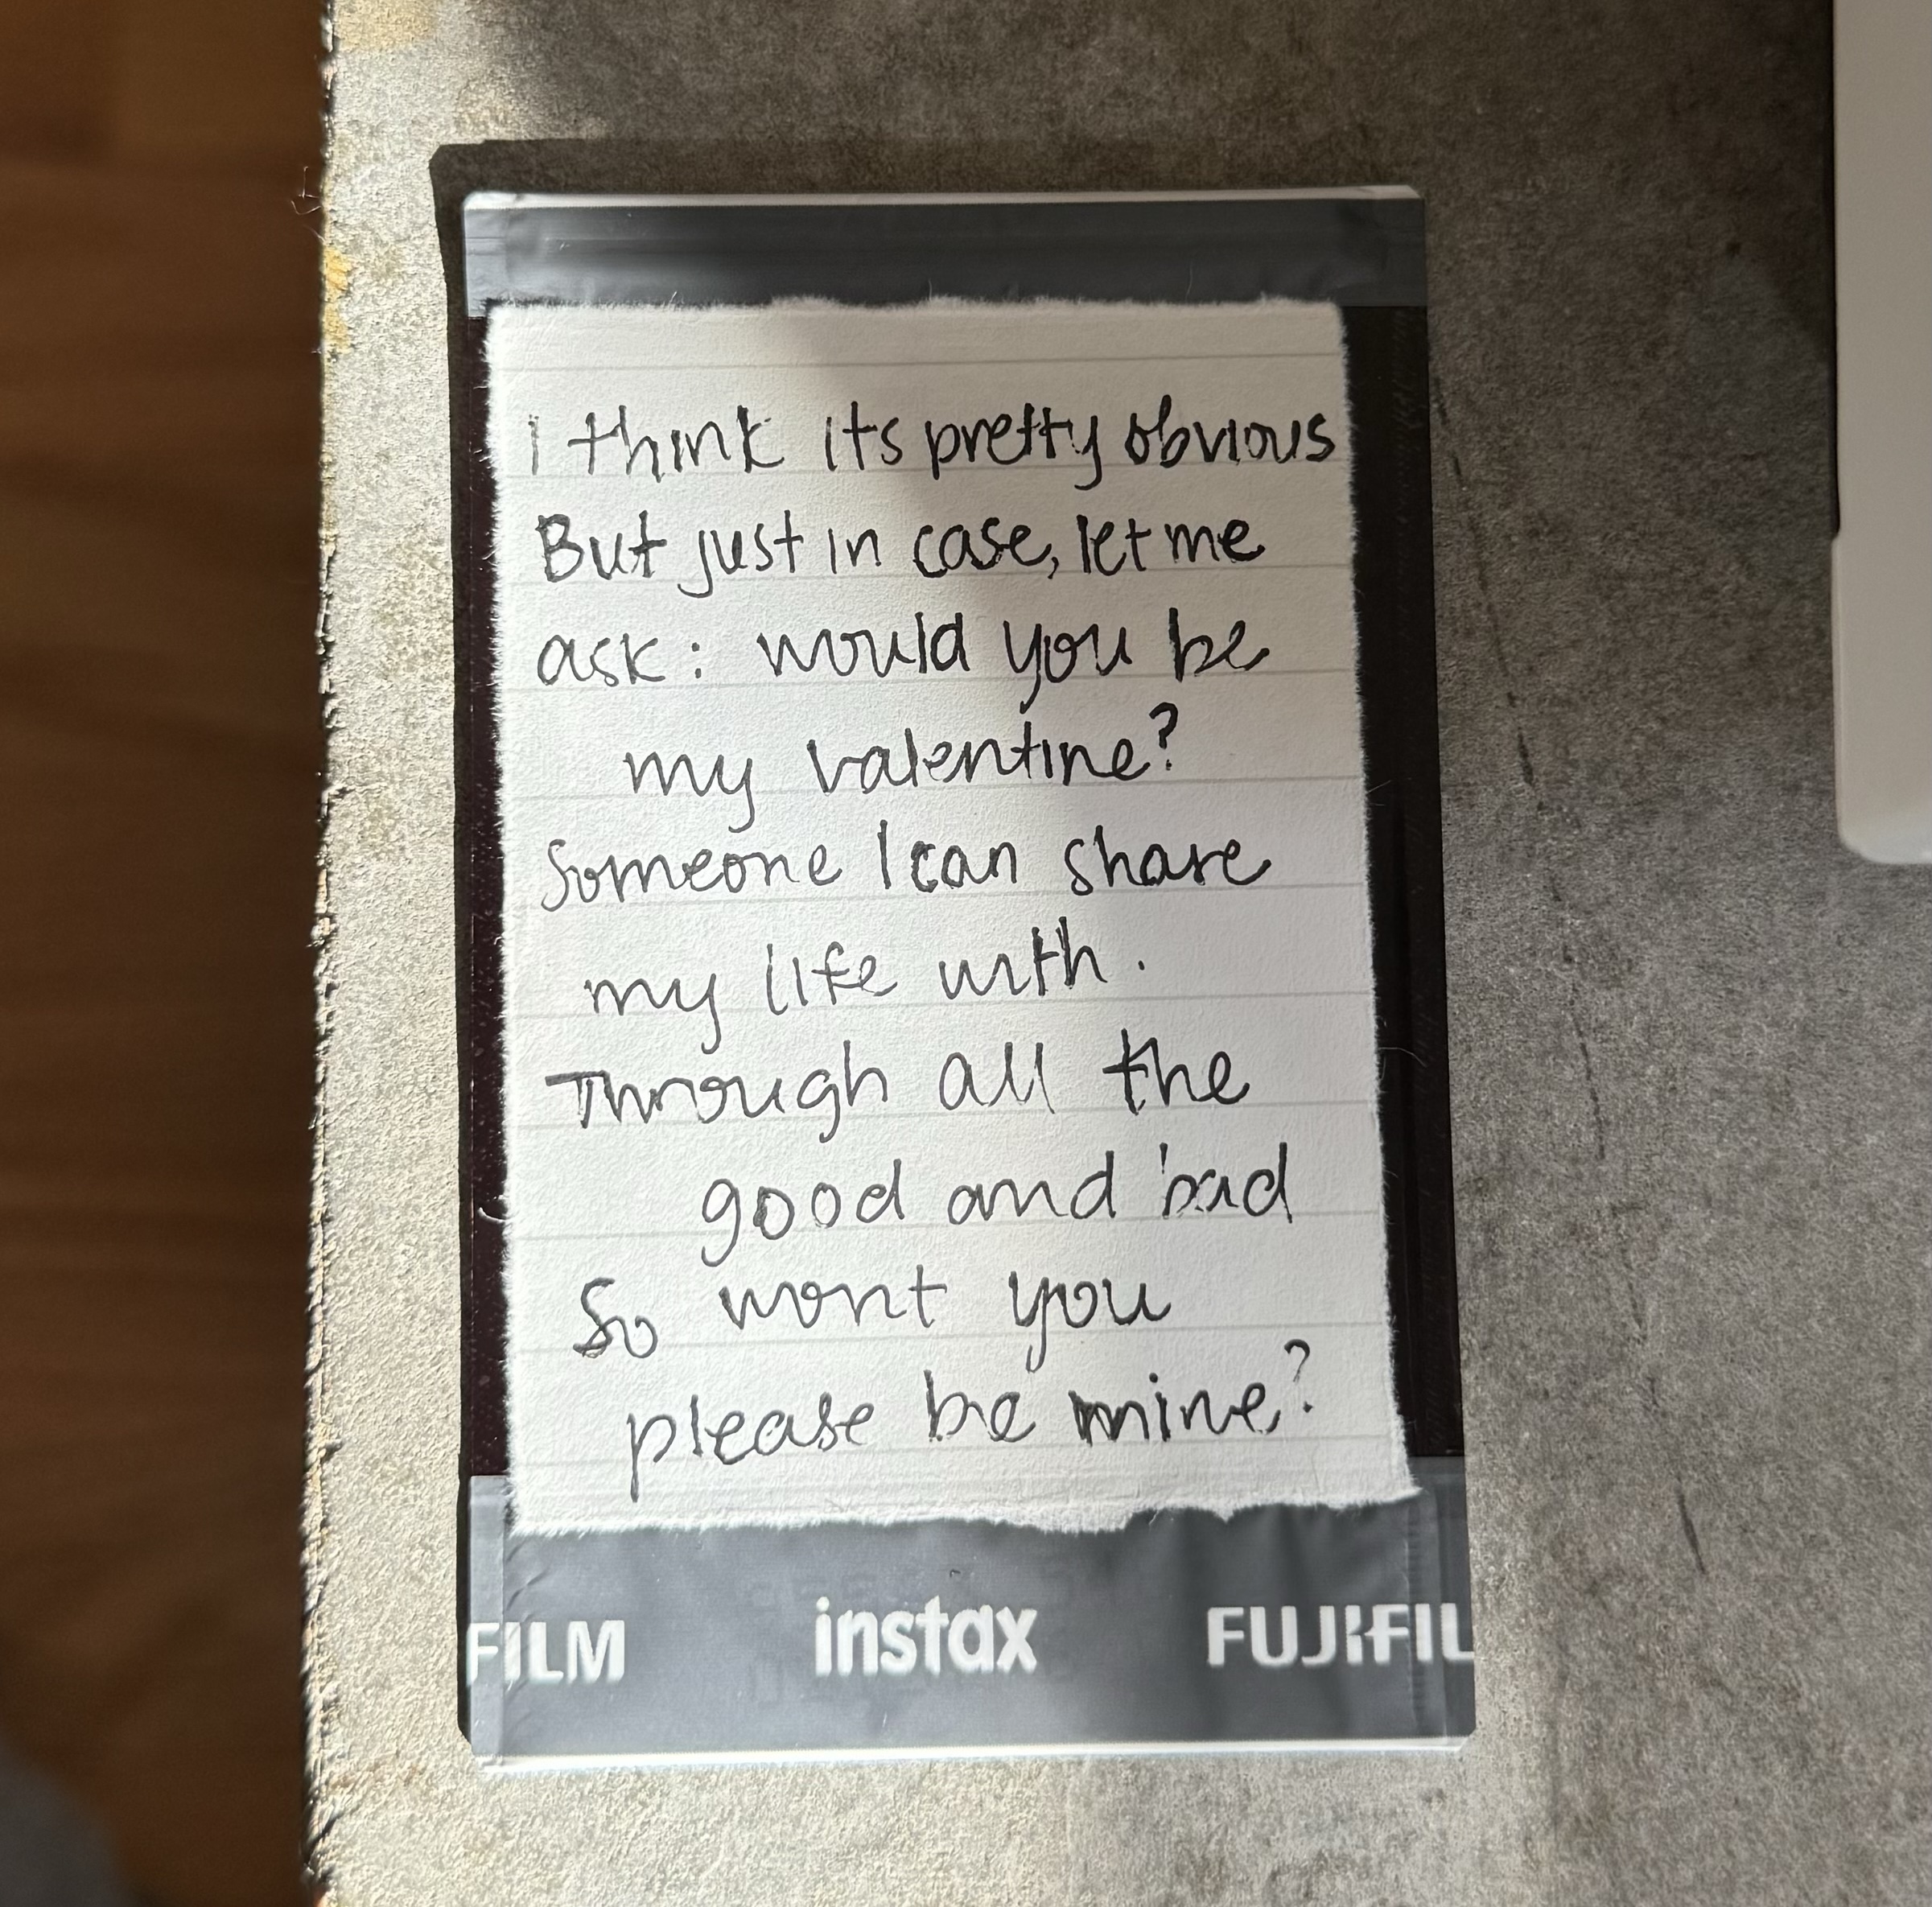 I think its pretty obvious
But just in case, let me
ask: would you be
my valentine?
Someone I can share
my life with.
Through all the
good and bad
So wont you
please be mine?
FILM instax FUJIFIL